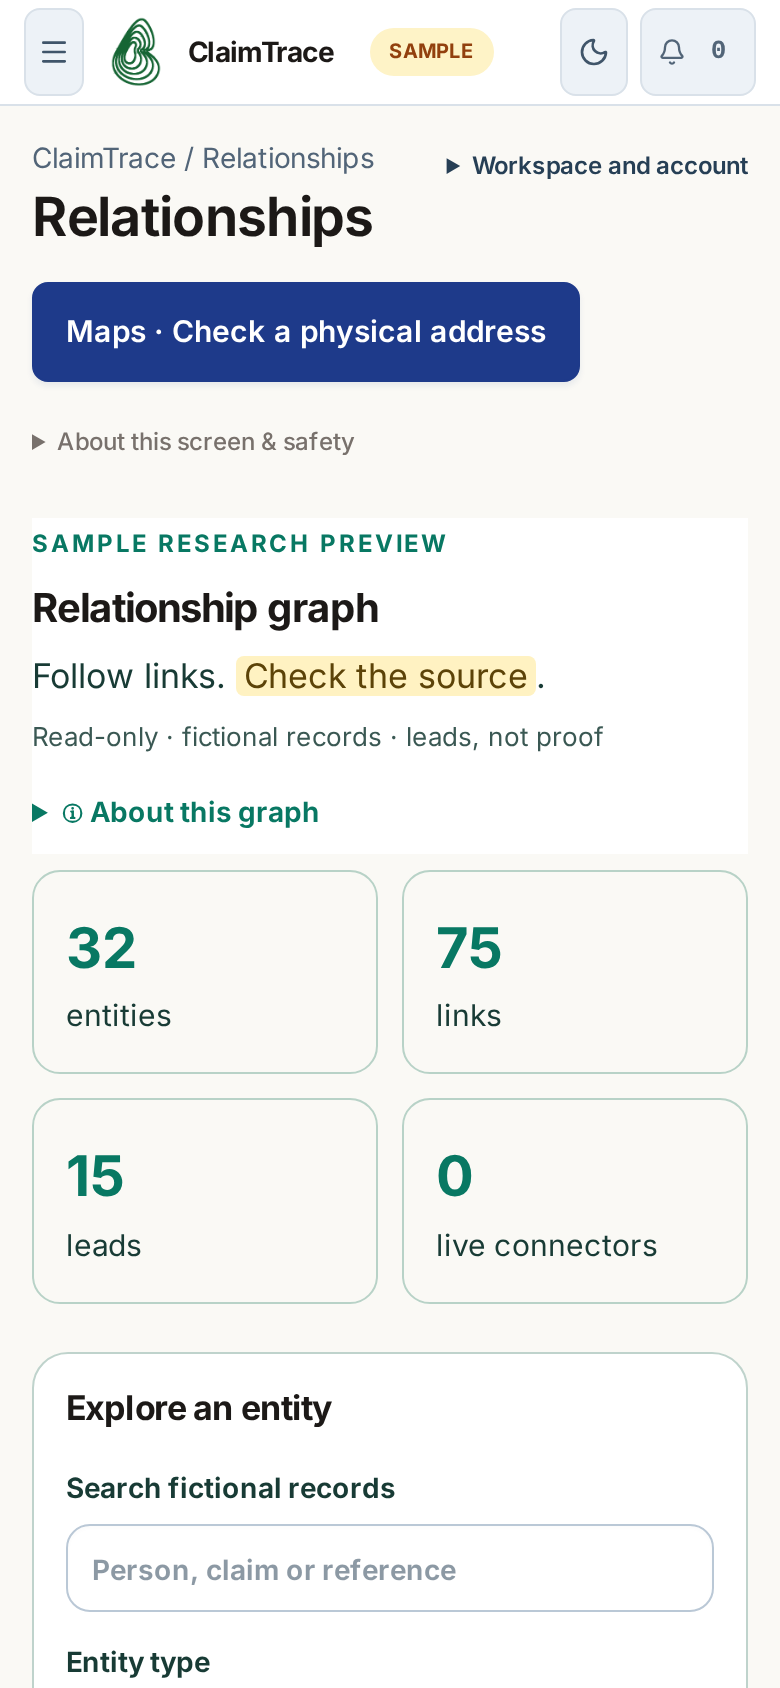 ClaimTrace
SAMPLE
0
ClaimTrace / Relationships
Workspace and account
Relationships
Maps · Check a physical address
About this screen & safety
SAMPLE RESEARCH PREVIEW
Relationship graph
Follow links. Check the source.
Read-only · fictional records · leads, not proof
About this graph
32
entities
75
links
15
leads
0
live connectors
Explore an entity
Search fictional records
Person, claim or reference
Entity type